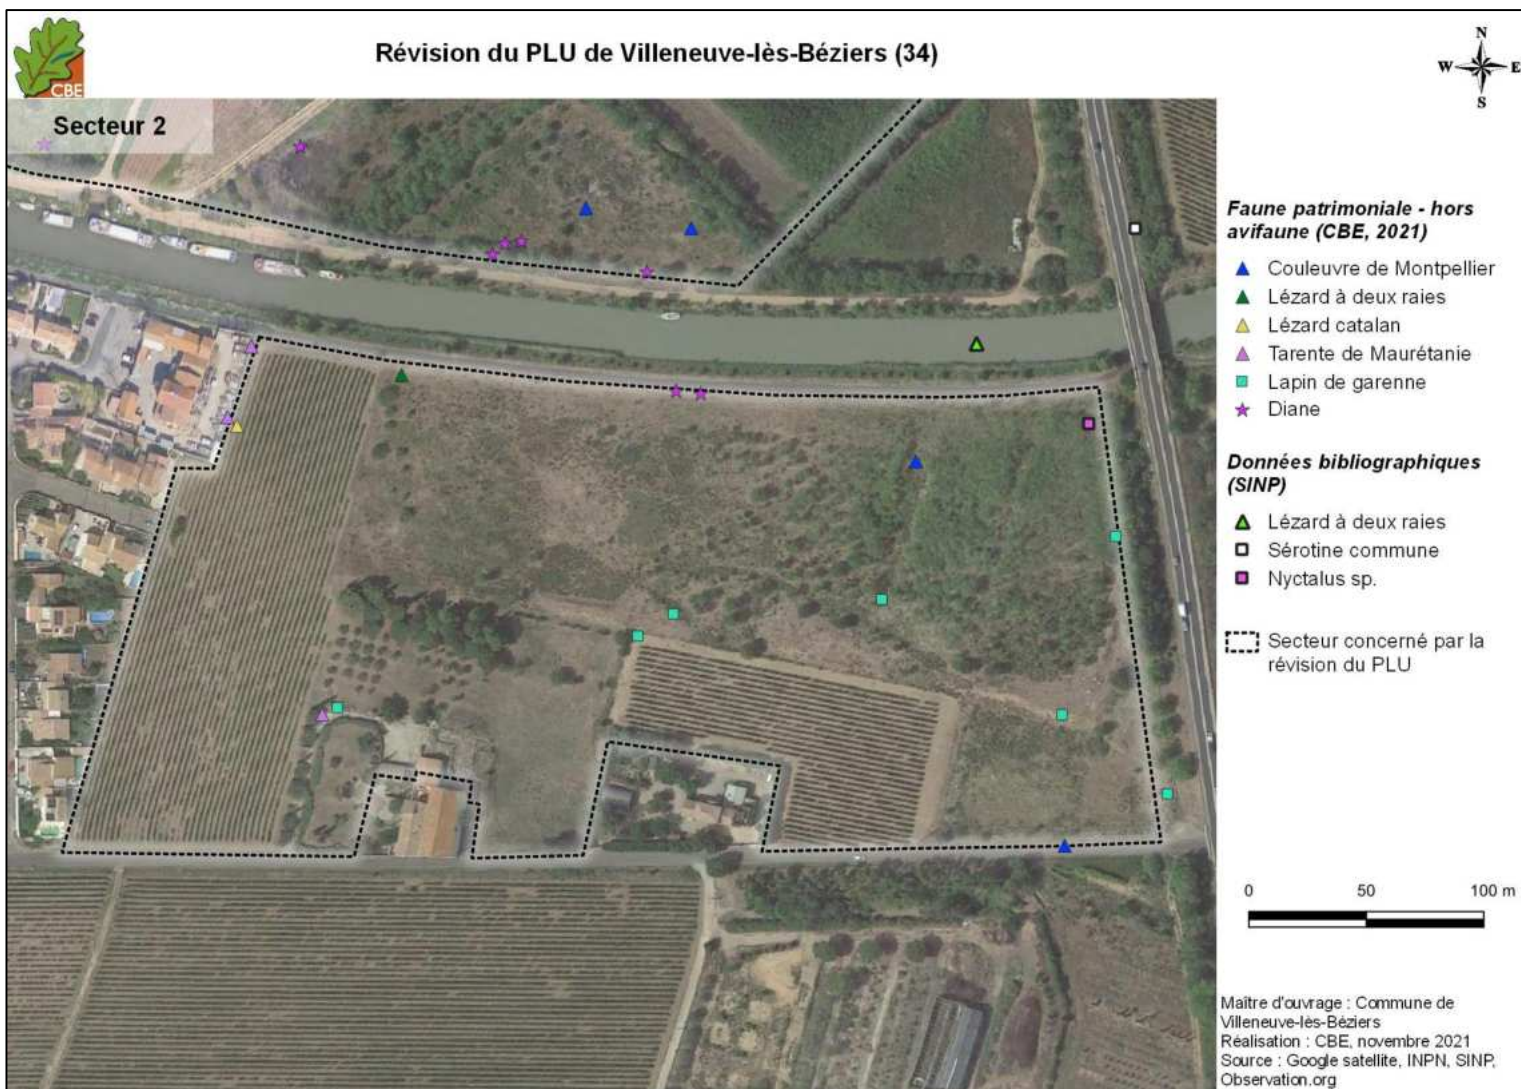 CBE
Révision du PLU de Villeneuve-lès-Béziers (34)
N
W
E
S
Secteur 2
Faune patrimoniale - hors
avifaune (CBE, 2021)
Couleuvre de Montpellier
Lézard à deux raies
Lézard catalan
Tarente de Maurétanie
Lapin de garenne
Diane
Données bibliographiques
(SINP)
Lézard à deux raies
Sérotine commune
Nyctalus sp.
Secteur concerné par la
révision du PLU
0 50 100 m
Maître d'ouvrage : Commune de
Villeneuve-lès-Béziers
Réalisation : CBE, novembre 2021
Source : Google satellite, INPN, SINP,
Observation.org